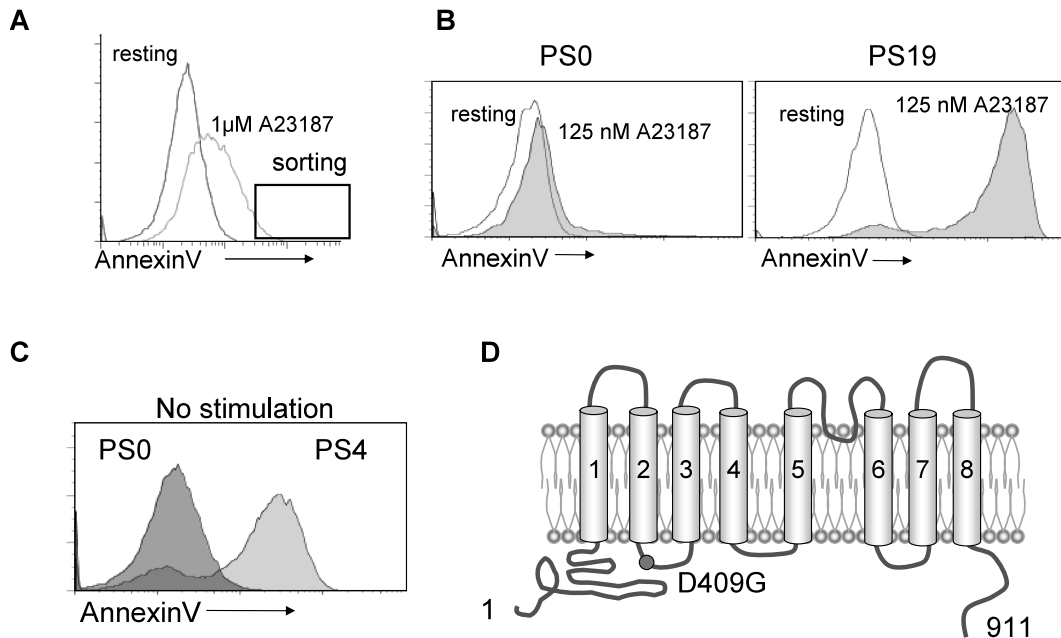 A
resting
1µM A23187
sorting
AnnexinV
B
PS0
resting
125 nM A23187
AnnexinV
PS19
resting
125 nM A23187
AnnexinV
C
No stimulation
PS0
PS4
AnnexinV
D
1 2 3 4 5 6 7 8
D409G
1
911